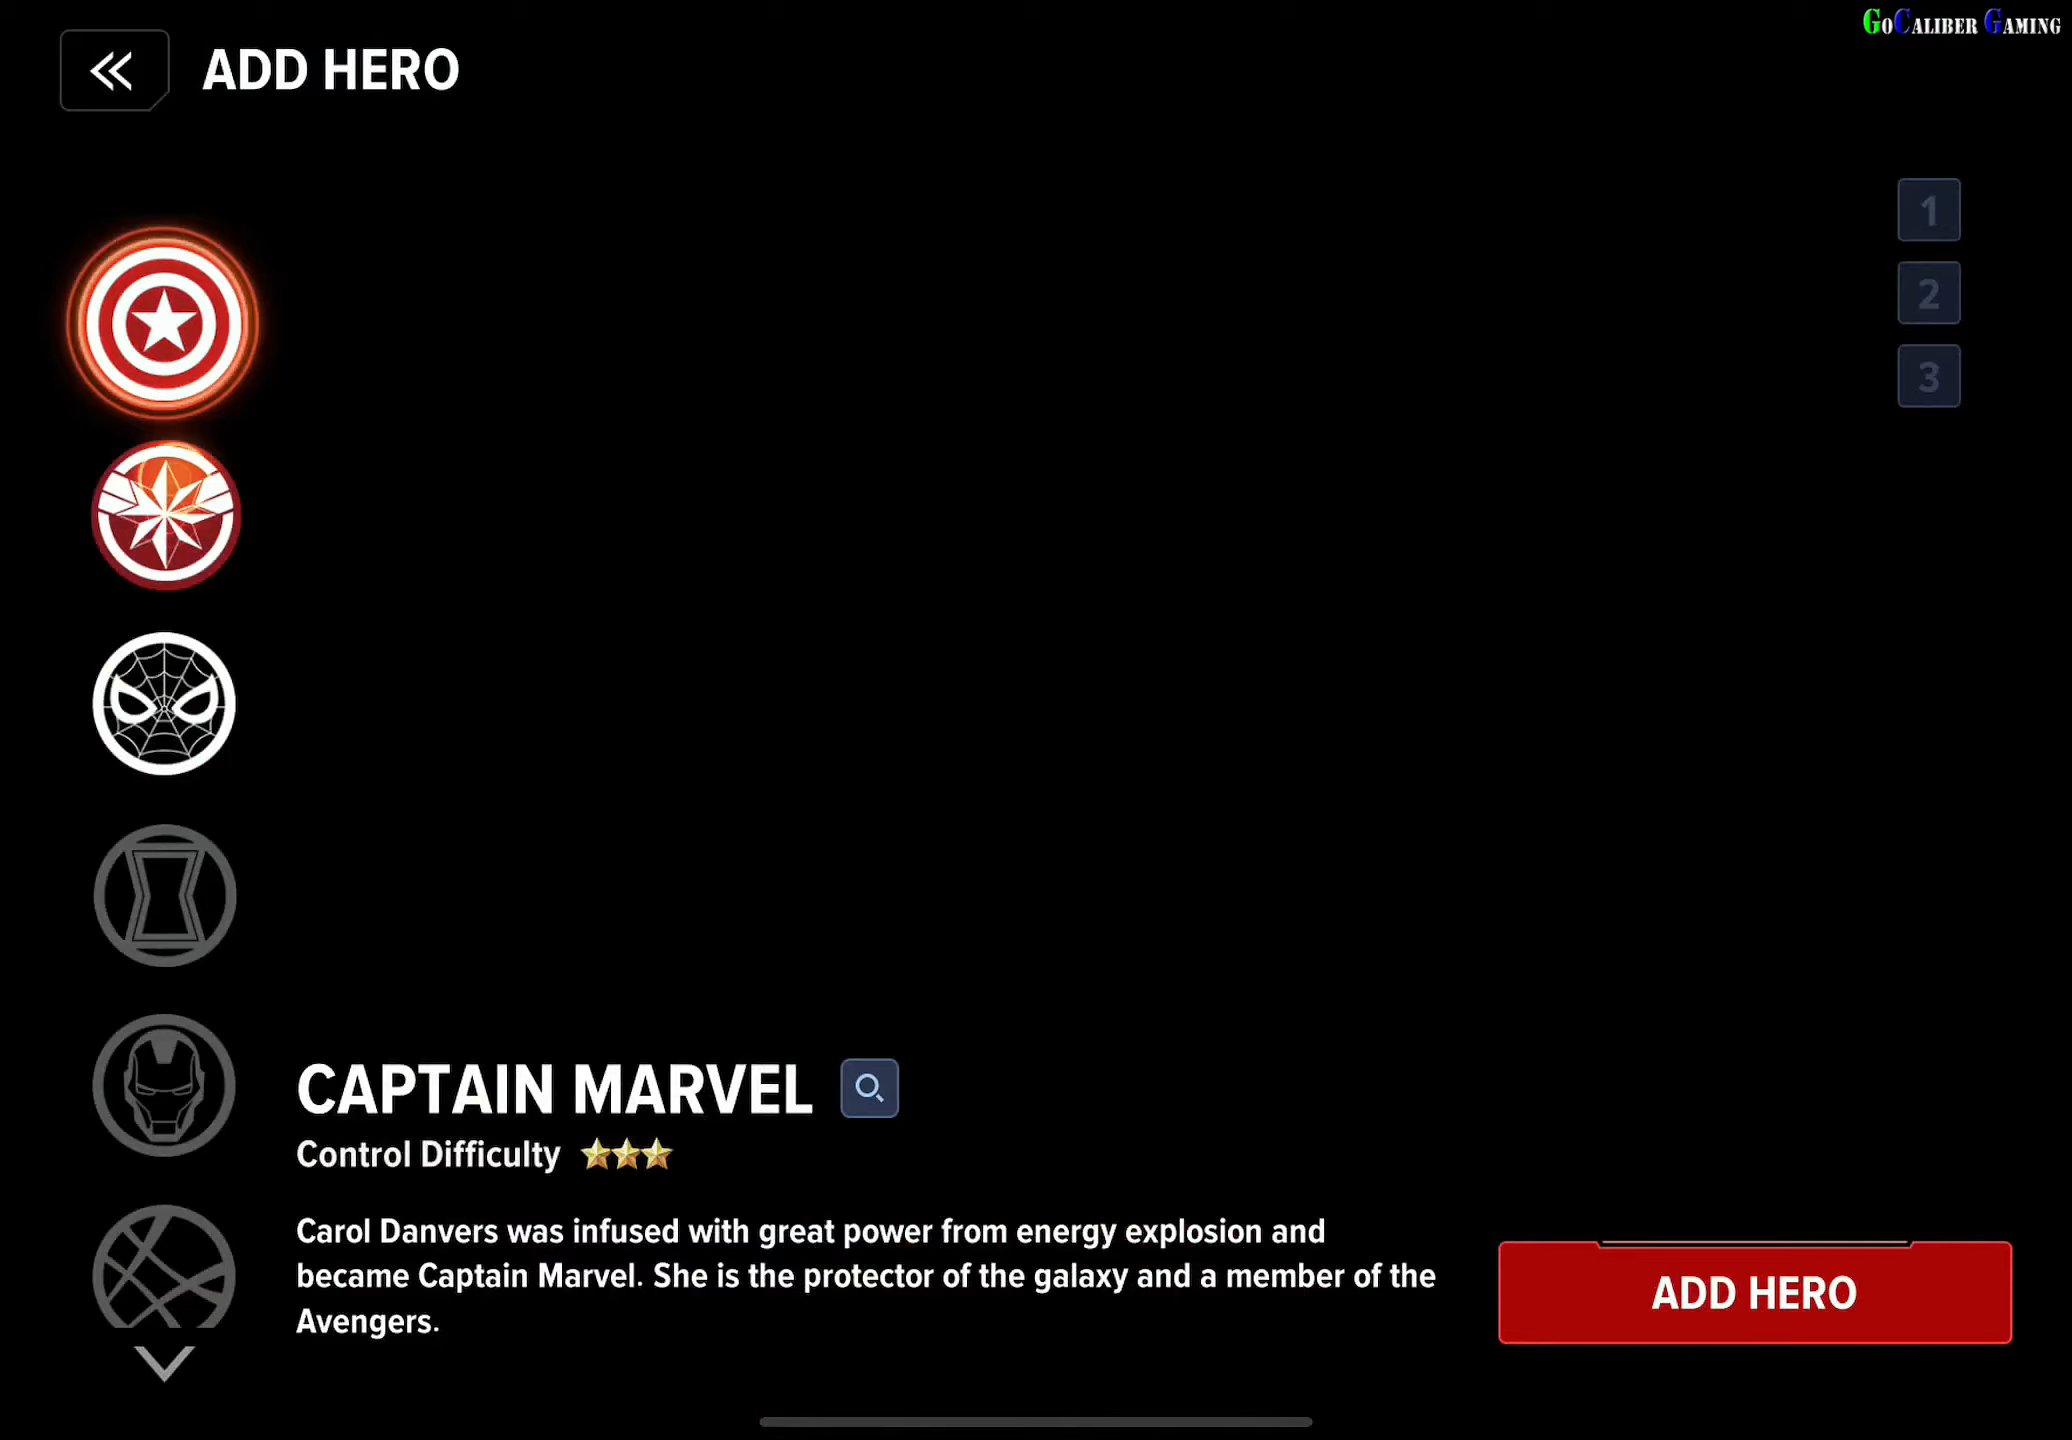 GoCaliber Gaming
ADD HERO
1
2
3
CAPTAIN MARVEL
Control Difficulty
Carol Danvers was infused with great power from energy explosion and
became Captain Marvel. She is the protector of the galaxy and a member of the
Avengers.
ADD HERO